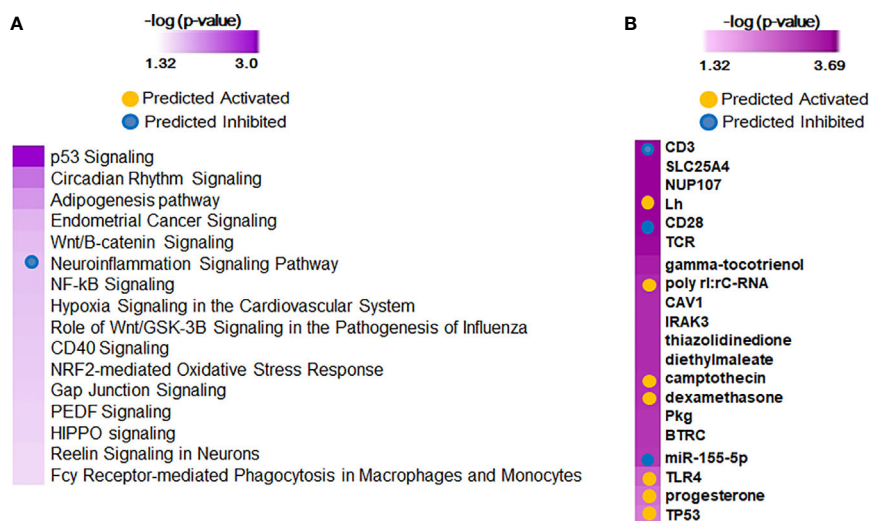 A
-log (p-value)
1.32 3.0
Predicted Activated
Predicted Inhibited
p53 Signaling
Circadian Rhythm Signaling
Adipogenesis pathway
Endometrial Cancer Signaling
Wnt/B-catenin Signaling
Neuroinflammation Signaling Pathway
NF-kB Signaling
Hypoxia Signaling in the Cardiovascular System
Role of Wnt/GSK-3B Signaling in the Pathogenesis of Influenza
CD40 Signaling
NRF2-mediated Oxidative Stress Response
Gap Junction Signaling
PEDF Signaling
HIPPO signaling
Reelin Signaling in Neurons
Fcy Receptor-mediated Phagocytosis in Macrophages and Monocytes
B
-log (p-value)
1.32 3.69
Predicted Activated
Predicted Inhibited
CD3
SLC25A4
NUP107
Lh
CD28
TCR
gamma-tocotrienol
poly rI:rC-RNA
CAV1
IRAK3
thiazolidinedione
diethylmaleate
camptothecin
dexamethasone
Pkg
BTRC
miR-155-5p
TLR4
progesterone
TP53